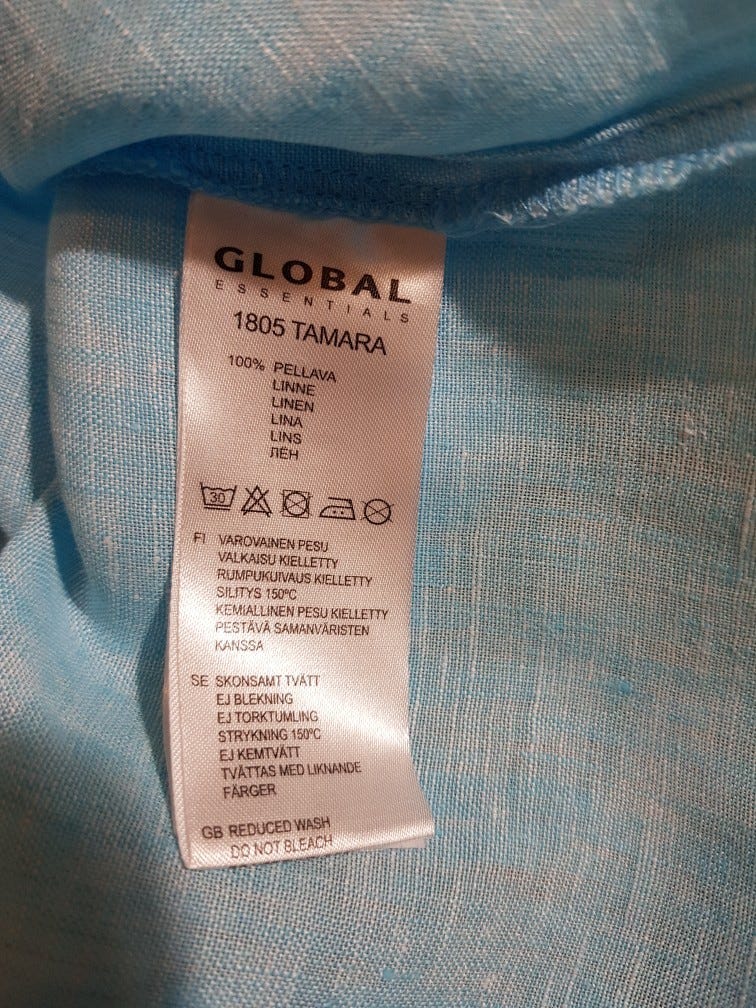 GLOBAL
ESSENTIALS
1805 TAMARA
100% PELLAVA
LINNE
LINEN
LINA
LINS
ЛЁН
30
FI VAROVAINEN PESU
VALKAISU KIELLETTY
RUMPUKUIVAUS KIELLETTY
SILITYS 150ºC
KEMIALLINEN PESU KIELLETTY
PESTÄVÄ SAMANVÄRISTEN
KANSSA
SE SKONSAMT TVÄTT
EJ BLEKNING
EJ TORKTUMLING
STRYKNING 150ºC
EJ KEMTVÄTT
TVÄTTAS MED LIKNANDE
FÄRGER
GB REDUCED WASH
DO NOT BLEACH